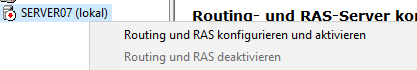 SERVER07 (lokal)
Routing- und RAS-Server ko
Routing und RAS konfigurieren und aktivieren
Routing und RAS deaktivieren